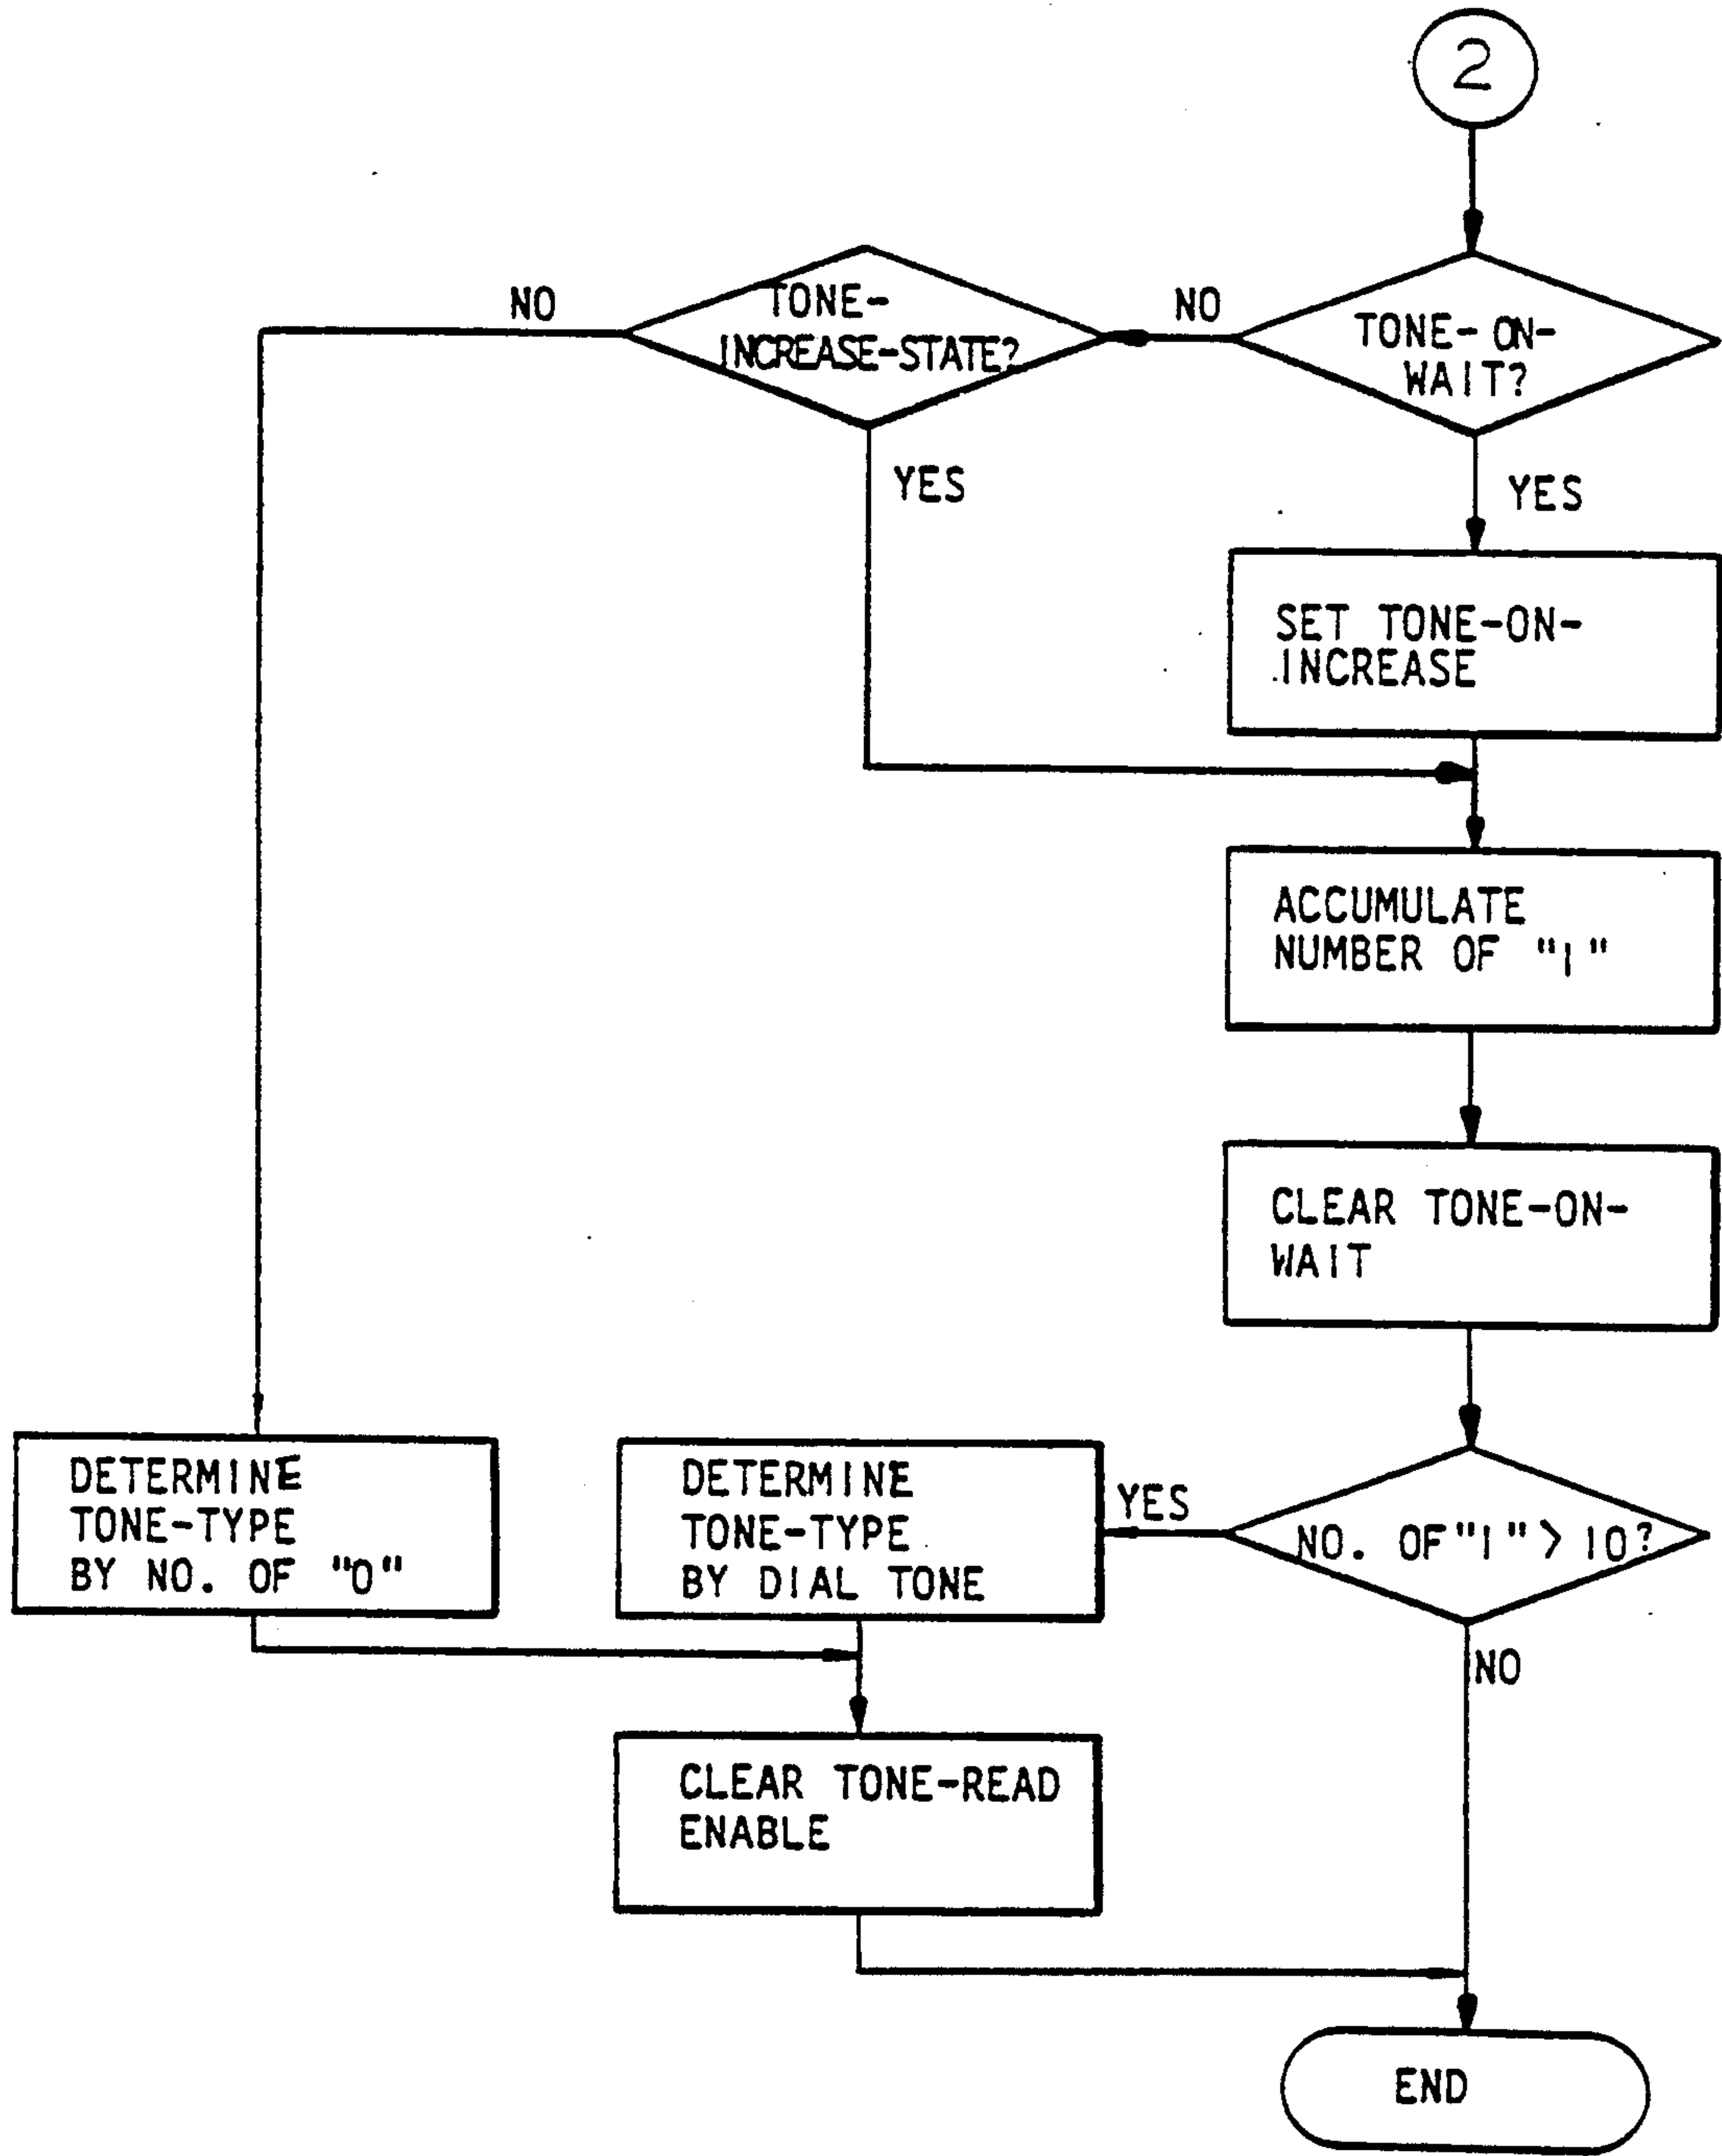 2
TONE-ON-
WAIT?
NO
TONE-
INCREASE-STATE?
NO
YES
YES
SET TONE-ON-
INCREASE
ACCUMULATE
NUMBER OF "1"
CLEAR TONE-ON-
WAIT
NO. OF "1" > 10?
YES
DETERMINE
TONE-TYPE
BY DIAL TONE
DETERMINE
TONE-TYPE
BY NO. OF "0"
NO
CLEAR TONE-READ
ENABLE
END